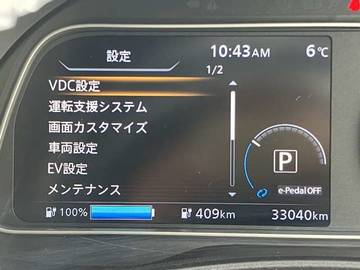 設定
10:43AM
6℃
1/2
VDC設定
運転支援システム
画面カスタマイズ
車両設定
EV設定
メンテナンス
P
e-Pedal OFF
100%
409km
33040km